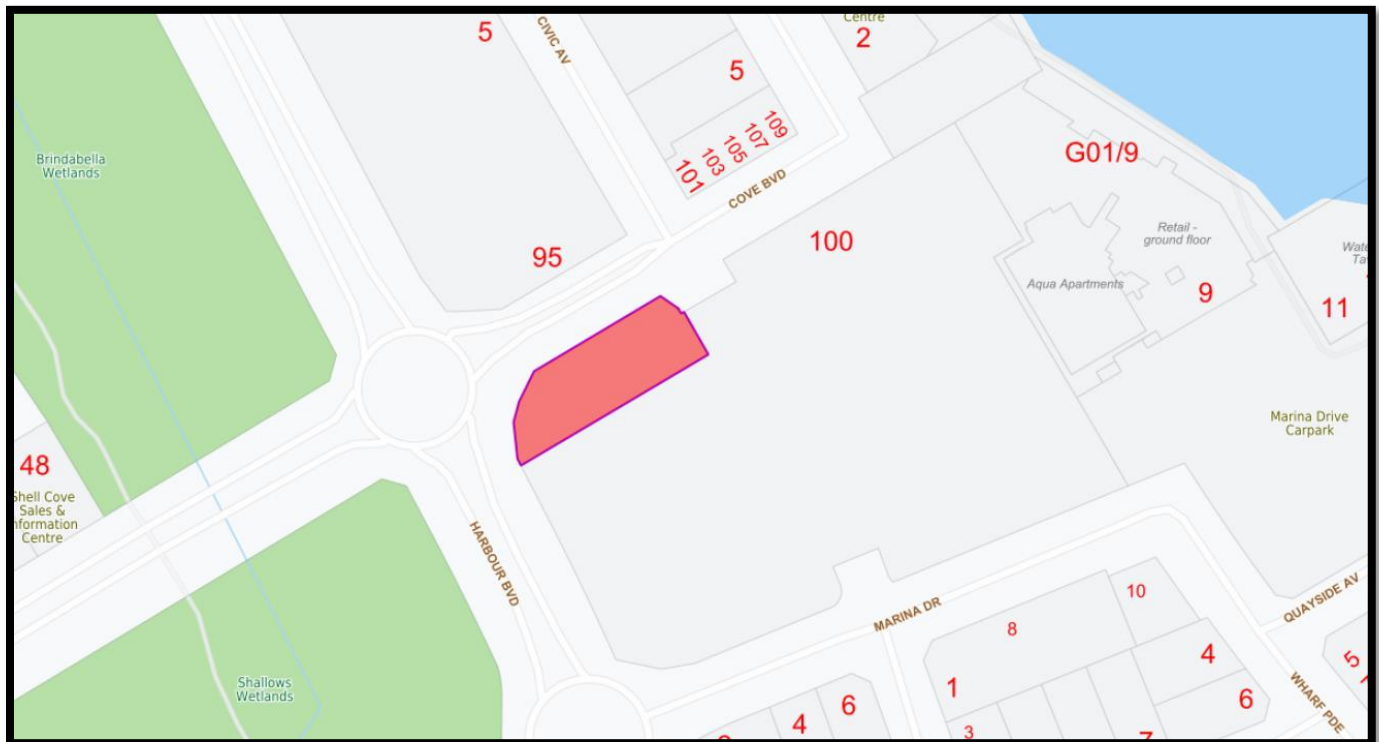 Centre
2
5
CIVIC AV
5
109
107
105
103
101
COVE BVD
G01/9
Brindabella
Wetlands
95
100
Retail -
ground floor
Aqua Apartments
9
11
Marina Drive
Carpark
48
Shell Cove
Sales &
Information
Centre
HARBOUR BVD
MARINA DR
QUAYSIDE AV
10
8
4
5
1
6
WHARF PDE
Shallows
Wetlands
6
4
3